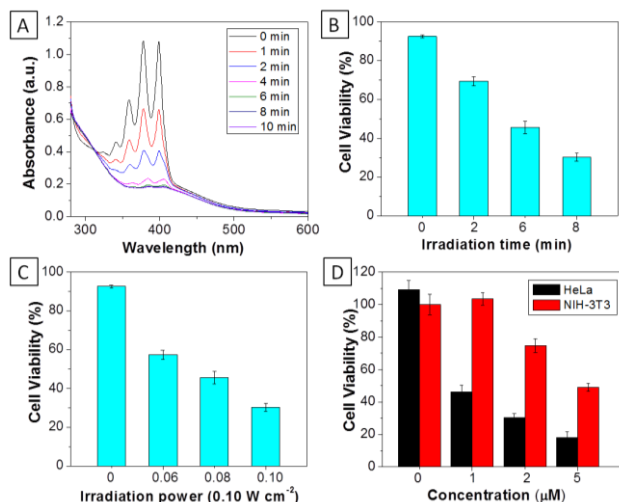 A
Absorbance (a.u.)
1.2
1.0
0.8
0.6
0.4
0.2
0.0
0 min
1 min
2 min
4 min
6 min
8 min
10 min
300 400 500 600
Wavelength (nm)
B
Cell Viability (%)
100
80
60
40
20
0
0 2 6 8
Irradiation time (min)
C
Cell Viability (%)
100
80
60
40
20
0
0 0.06 0.08 0.10
Irradiation power (0.10 W cm⁻²)
D
Cell Viability (%)
120
100
80
60
40
20
0
HeLa
NIH-3T3
0 1 2 5
Concentration (μM)